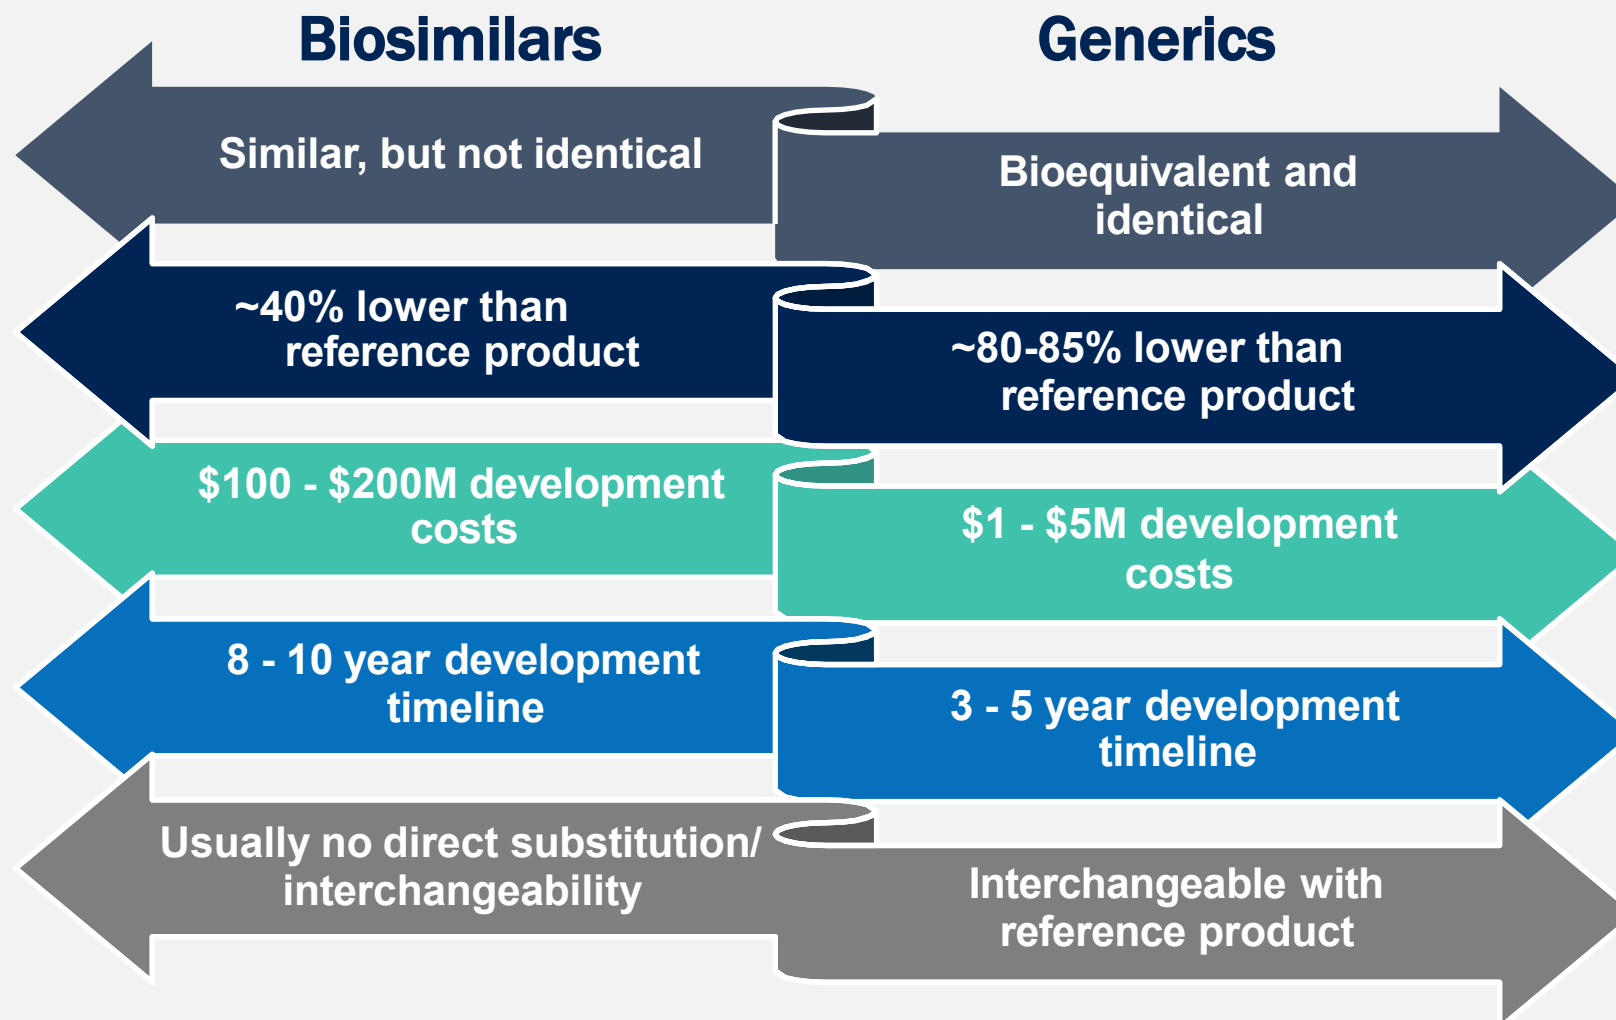 Biosimilars
Generics
Similar, but not identical
Bioequivalent and
identical
~40% lower than
reference product
~80-85% lower than
reference product
$100 - $200M development
costs
$1 - $5M development
costs
8 - 10 year development
timeline
3 - 5 year development
timeline
Usually no direct substitution/
interchangeability
Interchangeable with
reference product